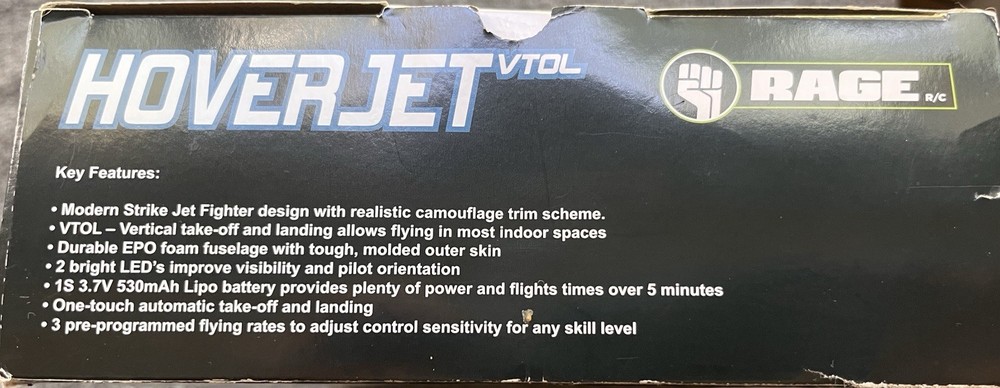 HOVERJET VTOL
RAGE R/C
Key Features:
• Modern Strike Jet Fighter design with realistic camouflage trim scheme.
• VTOL – Vertical take-off and landing allows flying in most indoor spaces
• Durable EPO foam fuselage with tough, molded outer skin
• 2 bright LED's improve visibility and pilot orientation
• 1S 3.7V 530mAh Lipo battery provides plenty of power and flights times over 5 minutes
• One-touch automatic take-off and landing
• 3 pre-programmed flying rates to adjust control sensitivity for any skill level